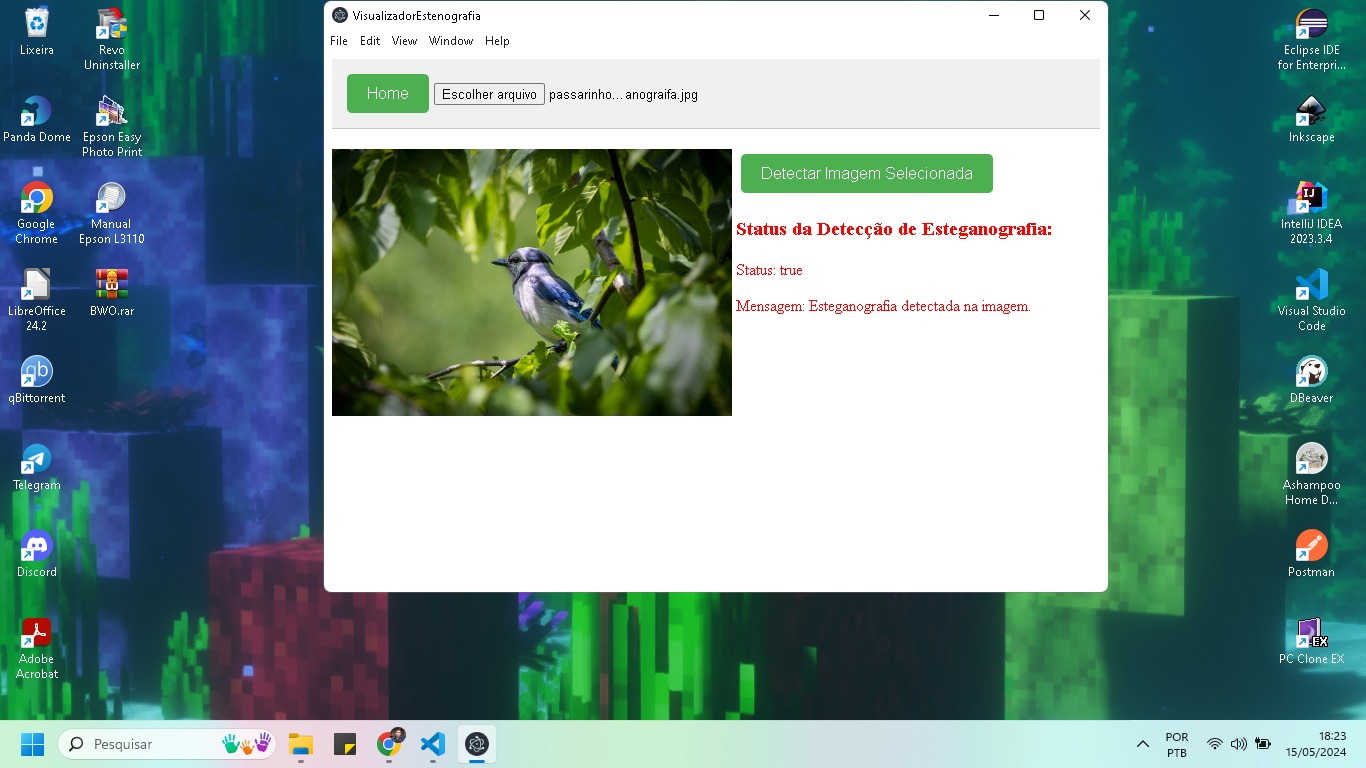 VisualizadorEstenografia
File Edit View Window Help
Home
Escolher arquivo passarinho...anograifa.jpg
Detectar Imagem Selecionada
Status da Detecção de Esteganografia:
Status: true
Mensagem: Esteganografia detectada na imagem.
Lixeira
Revo
Uninstaller
Panda Dome
Epson Easy
Photo Print
Google
Chrome
Manual
Epson L3110
LibreOffice
24.2
BWO.rar
qb
qBittorrent
Telegram
Discord
Adobe
Acrobat
Eclipse IDE
for Enterpri...
Inkscape
IJ
IntelliJ IDEA
2023.3.4
Visual Studio
Code
DBeaver
Ashampoo
Home D...
Postman
EX
PC Clone EX
Pesquisar
POR
PTB
18:23
15/05/2024